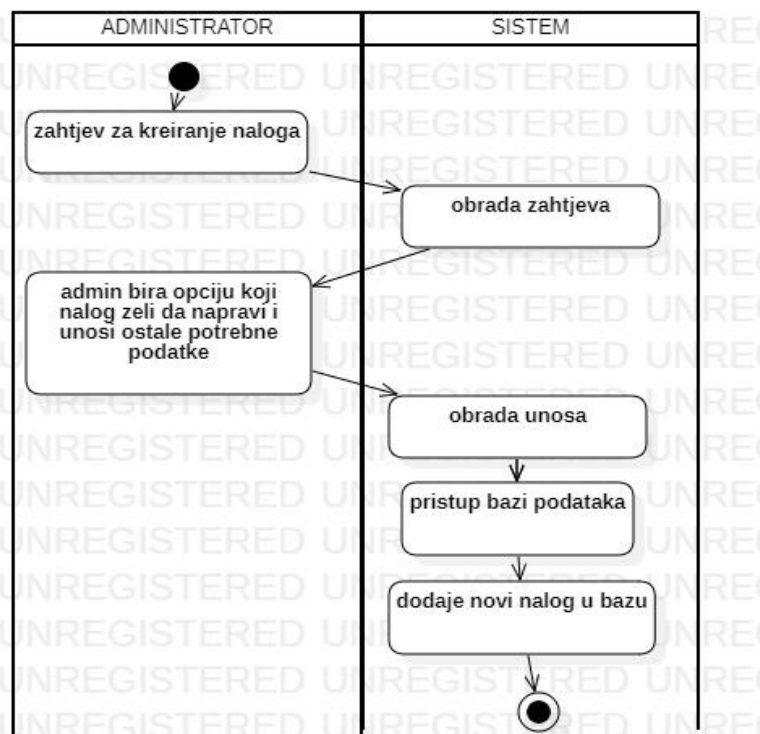 ADMINISTRATOR
SISTEM
zahtjev za kreiranje naloga
obrada zahtjeva
admin bira opciju koji
nalog zeli da napravi i
unosi ostale potrebne
podatke
obrada unosa
pristup bazi podataka
dodaje novi nalog u bazu
UNREGISTERED